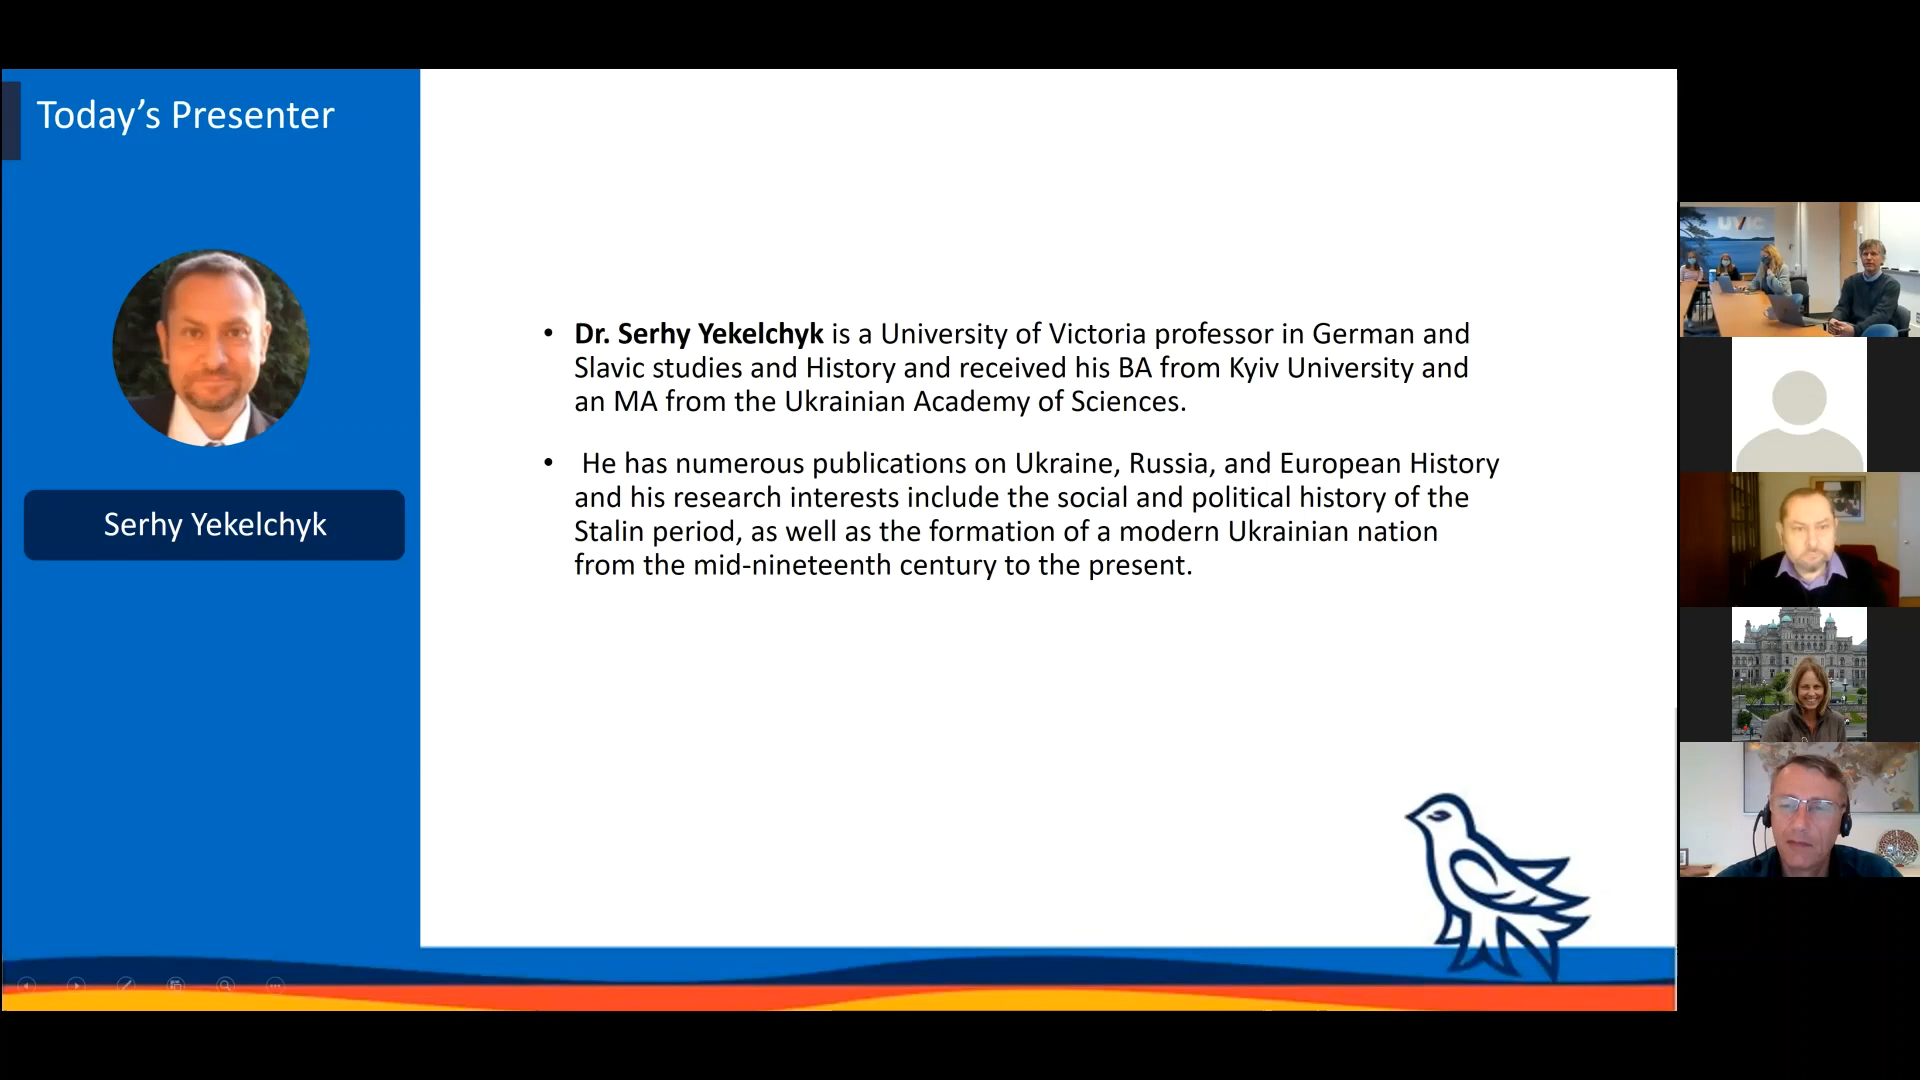 Today's Presenter
Serhy Yekelchyk
• Dr. Serhy Yekelchyk is a University of Victoria professor in German and
Slavic studies and History and received his BA from Kyiv University and
an MA from the Ukrainian Academy of Sciences.
• He has numerous publications on Ukraine, Russia, and European History
and his research interests include the social and political history of the
Stalin period, as well as the formation of a modern Ukrainian nation
from the mid-nineteenth century to the present.
UVIC